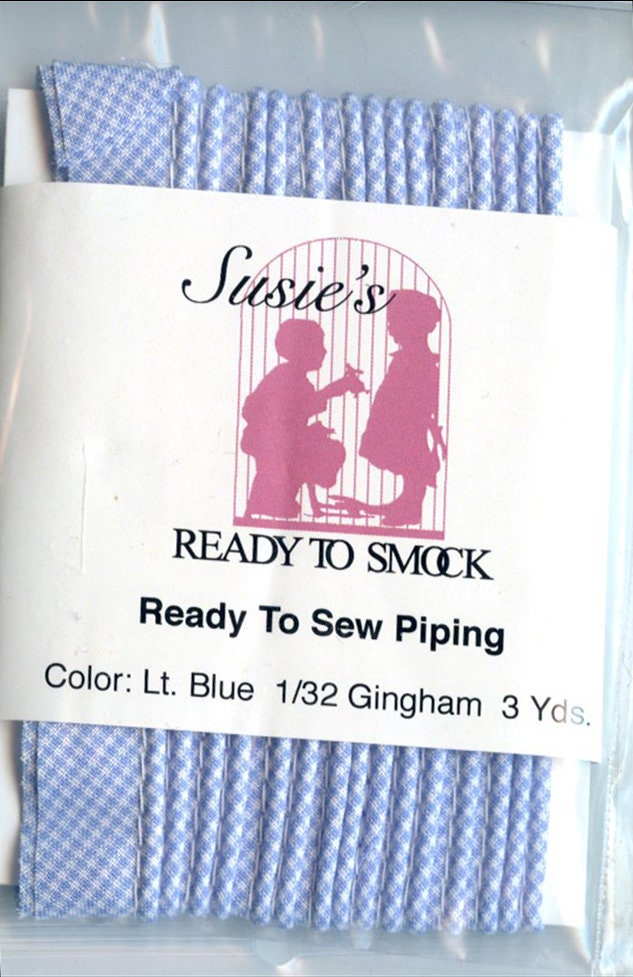 Susie's
READY TO SMOCK
Ready To Sew Piping
Color: Lt. Blue 1/32 Gingham 3 Yds.